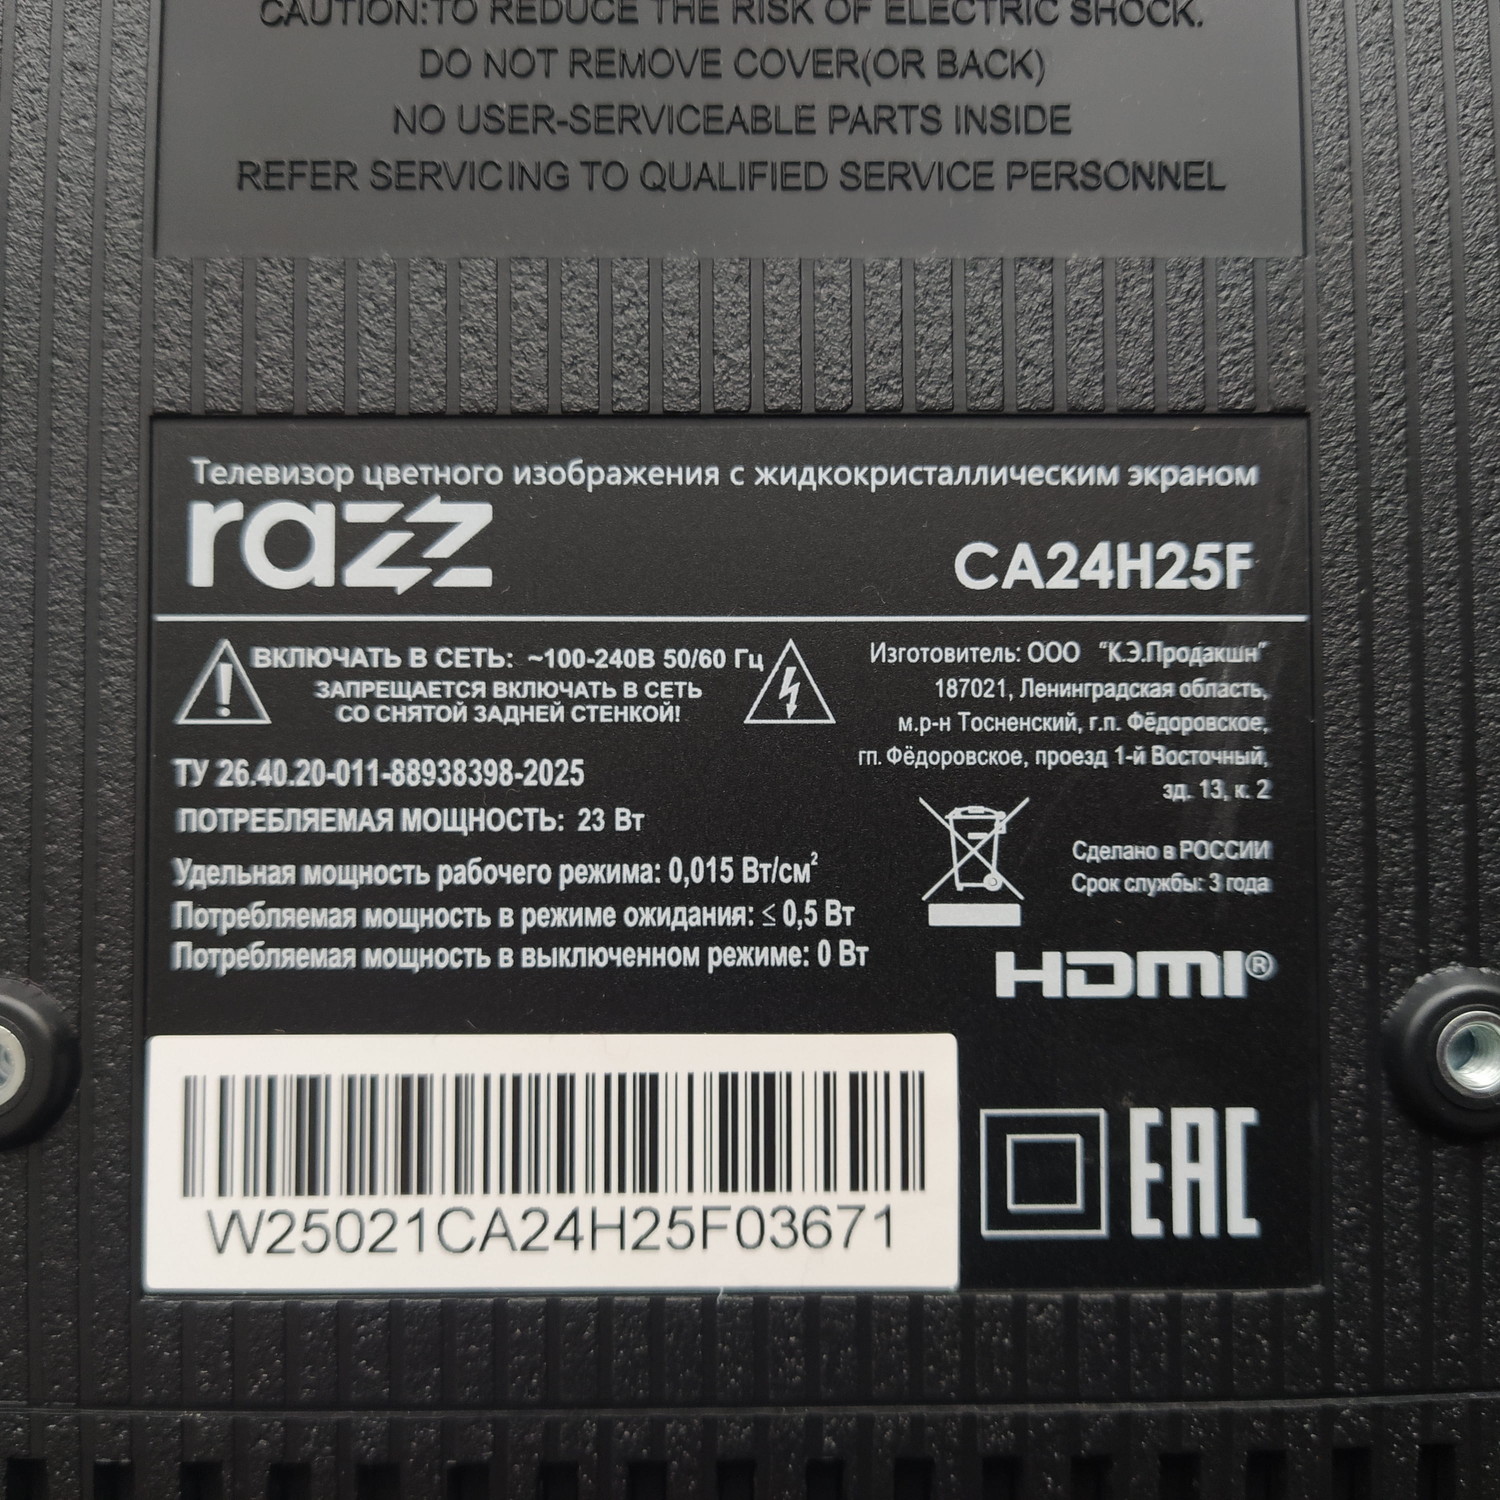 CAUTION:TO REDUCE THE RISK OF ELECTRIC SHOCK.
DO NOT REMOVE COVER(OR BACK)
NO USER-SERVICEABLE PARTS INSIDE
REFER SERVICING TO QUALIFIED SERVICE PERSONNEL
Телевизор цветного изображения с жидкокристаллическим экраном
razz
CA24H25F
ВКЛЮЧАТЬ В СЕТЬ: ~100-240В 50/60 Гц
ЗАПРЕЩАЕТСЯ ВКЛЮЧАТЬ В СЕТЬ
СО СНЯТОЙ ЗАДНЕЙ СТЕНКОЙ!
ТУ 26.40.20-011-88938398-2025
ПОТРЕБЛЯЕМАЯ МОЩНОСТЬ: 23 Вт
Удельная мощность рабочего режима: 0,015 Вт/см²
Потребляемая мощность в режиме ожидания: ≤ 0,5 Вт
Потребляемая мощность в выключенном режиме: 0 Вт
Изготовитель: ООО "К.Э.Продакшн"
187021, Ленинградская область,
м.р-н Тосненский, г.п. Фёдоровское,
гп. Фёдоровское, проезд 1-й Восточный,
зд. 13, к. 2
Сделано в РОССИИ
Срок службы: 3 года
HDMI®
W25021CA24H25F03671
EAC